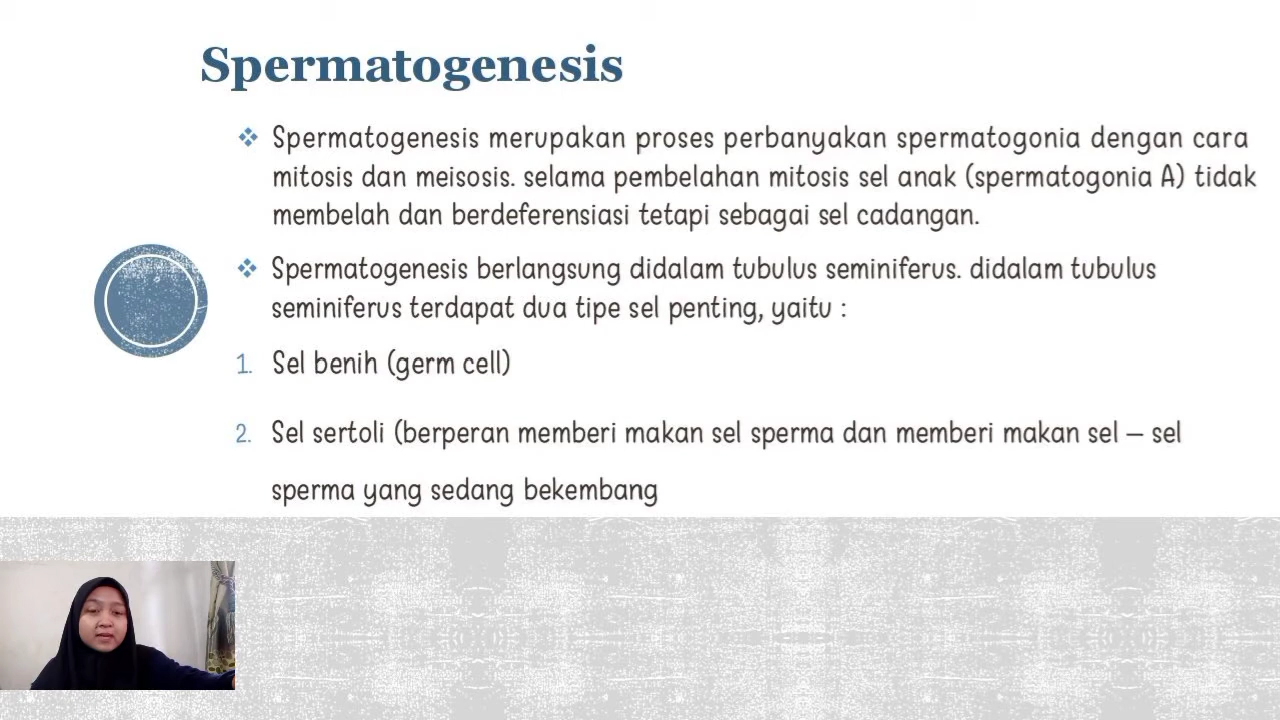 Spermatogenesis
❖ Spermatogenesis merupakan proses perbanyakan spermatogonia dengan cara
mitosis dan meisosis. selama pembelahan mitosis sel anak (spermatogonia A) tidak
membelah dan berdeferensiasi tetapi sebagai sel cadangan.
❖ Spermatogenesis berlangsung didalam tubulus seminiferus. didalam tubulus
seminiferus terdapat dua tipe sel penting, yaitu :
1. Sel benih (germ cell)
2. Sel sertoli (berperan memberi makan sel sperma dan memberi makan sel – sel
sperma yang sedang bekembang